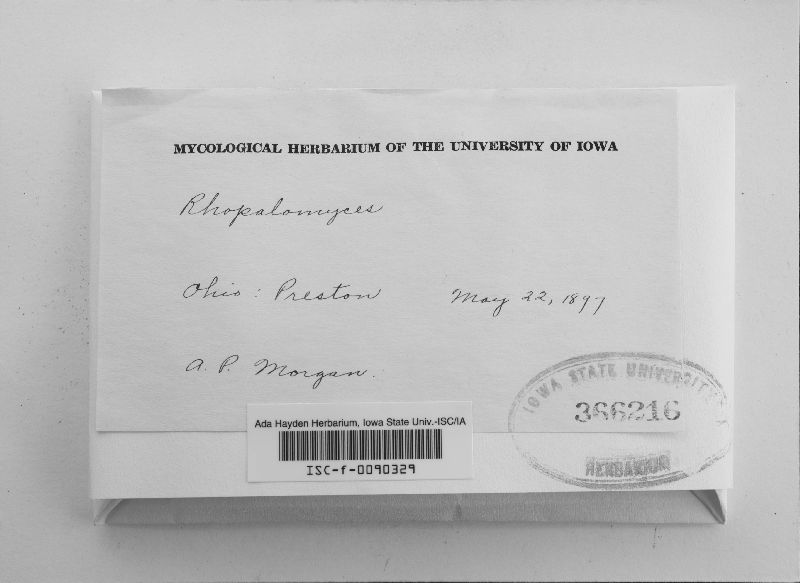 MYCOLOGICAL HERBARIUM OF THE UNIVERSITY OF IOWA
Rhopalomyces
Ohio: Preston May 22, 1897
A. P. Morgan.
IOWA STATE UNIVERSITY
366216
HERBARIUM
Ada Hayden Herbarium, Iowa State Univ.-ISC/IA
ISC-f-0090329